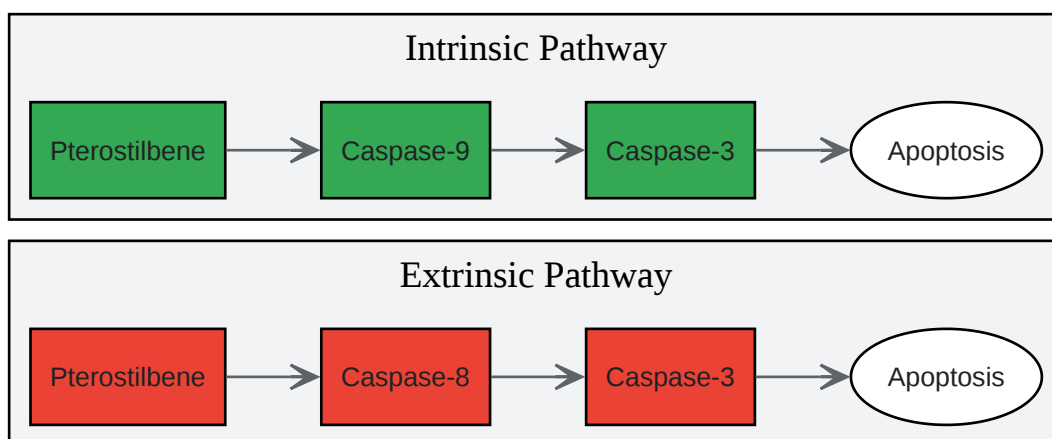 Intrinsic Pathway
Pterostilbene Caspase-9 Caspase-3 Apoptosis
Extrinsic Pathway
Pterostilbene Caspase-8 Caspase-3 Apoptosis